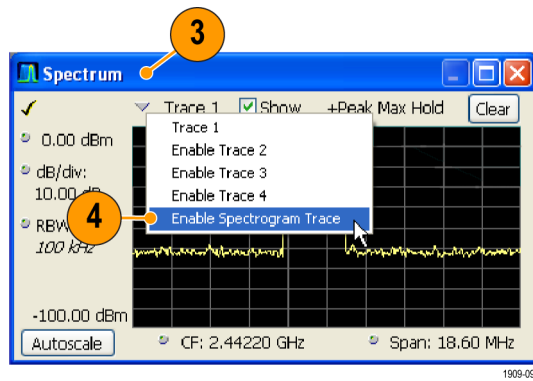 3
Spectrum
Trace 1 Show +Peak Max Hold Clear
Trace 1
Enable Trace 2
Enable Trace 3
Enable Trace 4
Enable Spectrogram Trace
0.00 dBm
dB/div:
10.00 dB
4
RBW:
100 kHz
-100.00 dBm
Autoscale CF: 2.44220 GHz Span: 18.60 MHz
1909-09